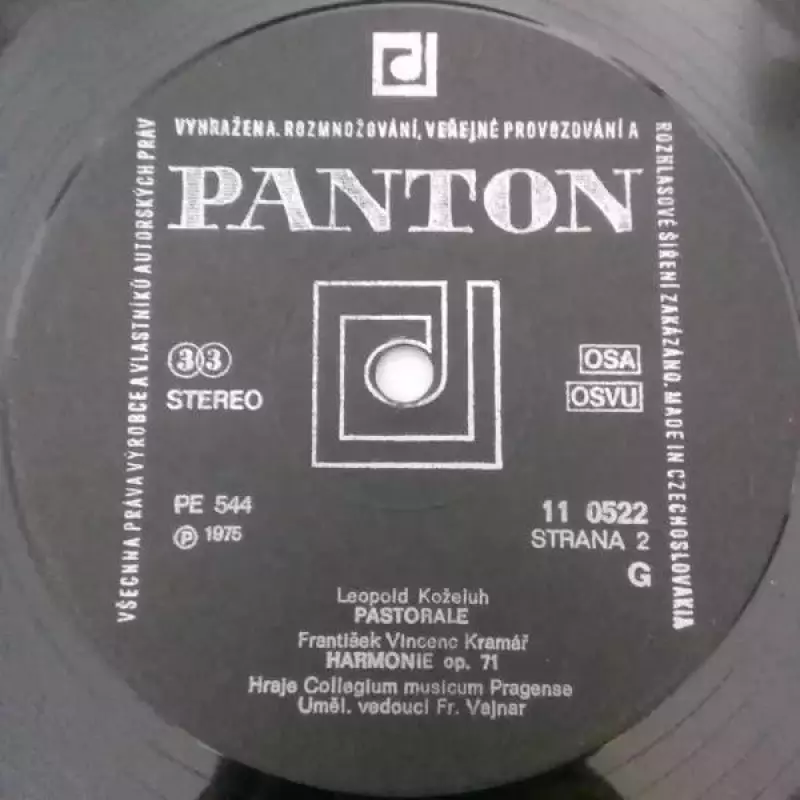 VŠECHNA PRÁVA VÝROBCE A VLASTNÍKŮ AUTORSKÝCH PRÁV
VYHRAŽENA. ROZMNOŽOVÁNÍ, VEŘEJNÉ PROVOZOVÁNÍ A
ROZHLASOVÉ ŠÍŘENÍ ZAKÁZÁNO. MADE IN CZECHOSLOVAKIA
PANTON
33
STEREO
OSA
OSVU
PE 544
Ⓟ 1975
11 0522
STRANA 2
G
Leopold Koželuh
PASTORALE
František Vincenc Kramář
HARMONIE op. 71
Hraje Collegium musicum Pragense
Uměl. vedoucí Fr. Vajnar